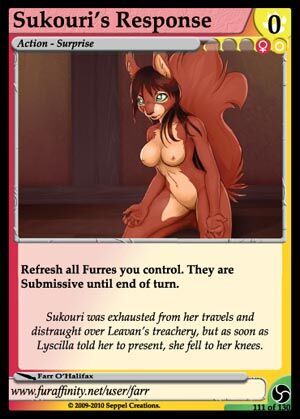 Sukouri's Response
0
Action - Surprise
Refresh all Furres you control. They are
Submissive until end of turn.
Sukouri was exhausted from her travels and
distraught over Leavan's treachery, but as soon as
Lyscilla told her to present, she fell to her knees.
Farr O'Halifax
www.furaffinity.net/user/farr
© 2009-2010 Seppel Creations.
111 of 150